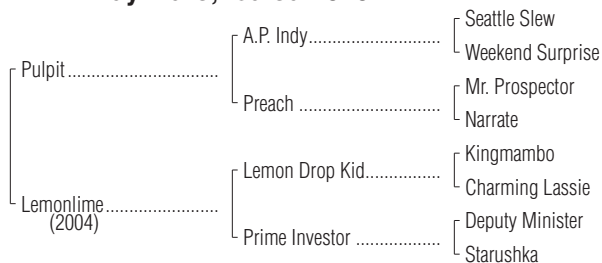 A.P. Indy
Seattle Slew
Weekend Surprise
Pulpit
Preach
Mr. Prospector
Narrate
Lemon Drop Kid
Kingmambo
Charming Lassie
Lemonlime
(2004)
Prime Investor
Deputy Minister
Starushka